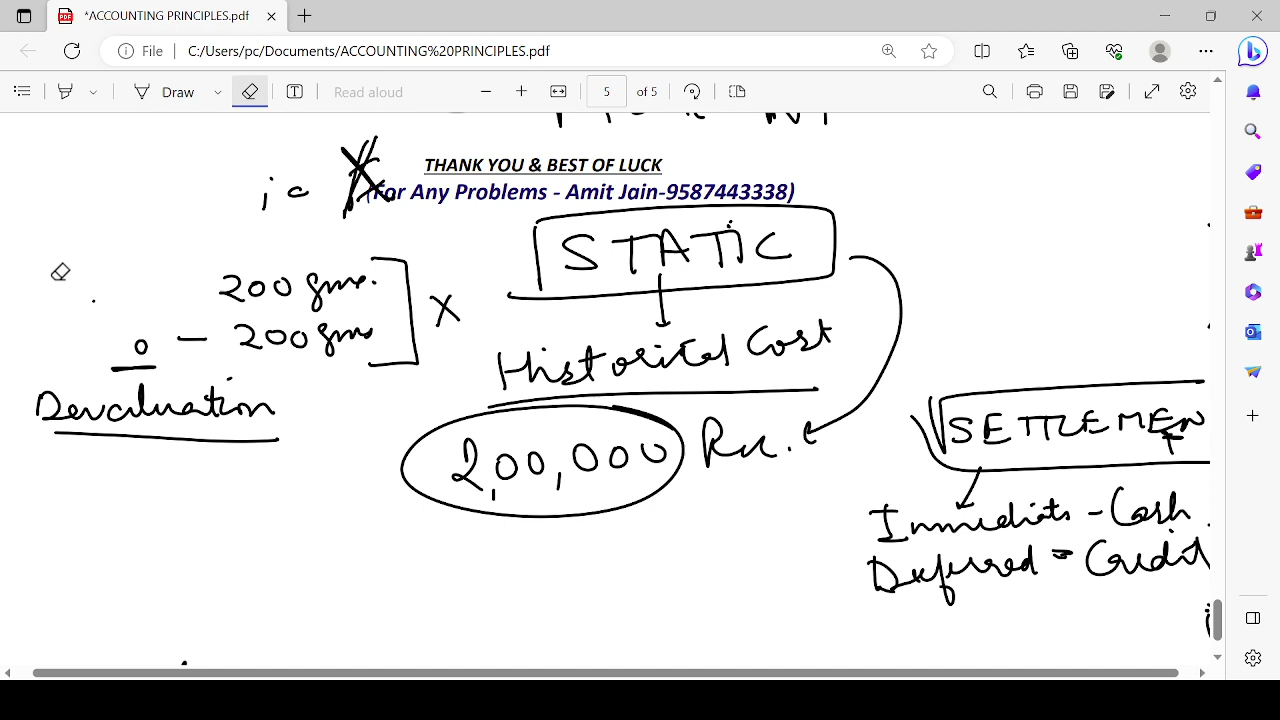 *ACCOUNTING PRINCIPLES.pdf
File C:/Users/pc/Documents/ACCOUNTING%20PRINCIPLES.pdf
Draw Read aloud 5 of 5
THANK YOU & BEST OF LUCK
(For Any Problems - Amit Jain-9587443338)
STATIC
200 gms.
0 - 200 gms
X
Historical Cost
Devaluation
2,00,000
SETTLEMENT
Immediate - Cash
Deferred = Credit